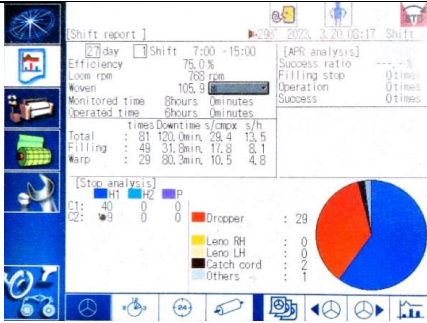 [Shift report ] 296 2023. 3.20 08:17 Shift
27 day 1 Shift 7:00 -15:00
Efficiency 75.0 %
Loom rpm 768 rpm
Woven 105.9
Monitored time 8hours 0minutes
Operated time 6hours 0minutes
times Downtime s/cmpx s/h
Total : 81 120.0min. 29.4 13.5
Filling : 49 31.8min. 17.8 8.1
Warp : 29 80.3min. 10.5 4.8
[APR analysis]
Success ratio ---.-%
Filling stop 0times
Operation 0times
Success 0times
[Stop analysis]
H1 H2 P
C1: 40 0 0
C2: 9 0 0
Dropper : 29
Leno RH : 0
Leno LH : 0
Catch cord : 2
Others : 1
24